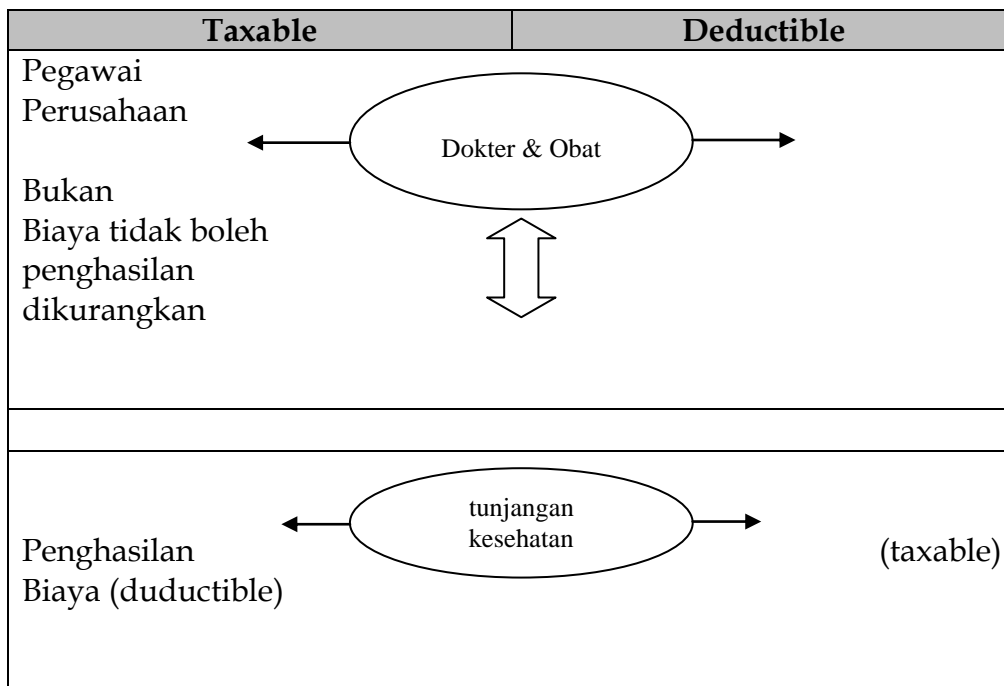 Taxable Deductible
Pegawai
Perusahaan
Dokter & Obat
Bukan
Biaya tidak boleh
penghasilan
dikurangkan
tunjangan
kesehatan
Penghasilan (taxable)
Biaya (duductible)